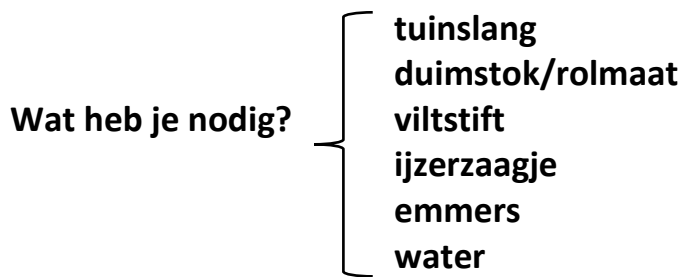 Wat heb je nodig?
tuinslang
duimstok/rolmaat
viltstift
ijzerzaagje
emmers
water